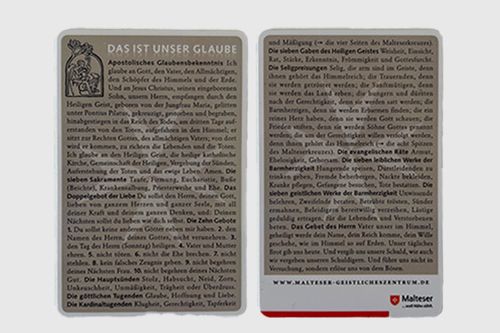 DAS IST UNSER GLAUBE
Apostolisches Glaubensbekenntnis Ich
glaube an Gott, den Vater, den Allmächtigen,
den Schöpfer des Himmels und der Erde.
Und an Jesus Christus, seinen eingeborenen
Sohn, unsern Herrn, empfangen durch den
Heiligen Geist, geboren von der Jungfrau Maria, gelitten
unter Pontius Pilatus, gekreuzigt, gestorben und begraben,
hinabgestiegen in das Reich des Todes, am dritten Tage auf-
erstanden von den Toten, aufgefahren in den Himmel; er
sitzt zur Rechten Gottes, des allmächtigen Vaters; von dort
wird er kommen, zu richten die Lebenden und die Toten.
Ich glaube an den Heiligen Geist, die heilige katholische
Kirche, Gemeinschaft der Heiligen, Vergebung der Sünden,
Auferstehung der Toten und das ewige Leben. Amen. Die
sieben Sakramente Taufe, Firmung, Eucharistie, Buße
(Beichte), Krankensalbung, Priesterweihe und Ehe. Das
Doppelgebot der Liebe Du sollst den Herrn, deinen Gott,
lieben von ganzem Herzen und ganzer Seele, mit all
deiner Kraft und deinem ganzen Denken, und: Deinen
Nächsten sollst du lieben wie dich selbst. Die Zehn Gebote
1. Du sollst keine anderen Götter neben mir haben. 2. den
Namen des Herrn, deines Gottes, nicht verunehren. 3.
den Tag des Herrn (Sonntag) heiligen. 4. Vater und Mutter
ehren. 5. nicht töten. 6. nicht die Ehe brechen. 7. nicht
stehlen. 8. kein falsches Zeugnis geben. 9. nicht begehren
deines Nächsten Frau. 10. nicht begehren deines Nächsten
Gut. Die Hauptsünden Stolz, Habsucht, Neid, Zorn,
Unkeuschheit, Unmäßigkeit, Trägheit oder Überdruss.
Die göttlichen Tugenden Glaube, Hoffnung und Liebe.
Die Kardinaltugenden Klugheit, Gerechtigkeit, Tapferkeit
und Mäßigung (→ die vier Seiten des Malteserkreuzes).
Die sieben Gaben des Heiligen Geistes Weisheit, Einsicht,
Rat, Stärke, Erkenntnis, Frömmigkeit und Gottesfurcht.
Die Seligpreisungen Selig, die arm sind im Geiste, denn
ihnen gehört das Himmelreich; die Trauernden, denn sie
werden getröstet werden; die Sanftmütigen, denn
sie werden das Land erben; die hungern und dürsten
nach der Gerechtigkeit, denn sie werden satt werden; die
Barmherzigen, denn sie werden Erbarmen finden; die ein
reines Herz haben, denn sie werden Gott schauen; die
Frieden stiften, denn sie werden Söhne Gottes genannt
werden; die um der Gerechtigkeit willen verfolgt werden,
denn ihnen gehört das Himmelreich (→ die acht Spitzen
des Malteserkreuzes). Die evangelischen Räte Armut,
Ehelosigkeit, Gehorsam. Die sieben leiblichen Werke der
Barmherzigkeit Hungernde speisen, Dürstenden zu
trinken geben, Fremde beherbergen, Nackte bekleiden,
Kranke pflegen, Gefangene besuchen, Tote bestatten. Die
sieben geistlichen Werke der Barmherzigkeit Unwissende
belehren, Zweifelnde beraten, Betrübte trösten, Sünder
ermahnen, Beleidigern bereitwillig verzeihen, Lästige
geduldig ertragen, für die Lebenden und Verstorbenen
beten. Das Gebet des Herrn Vater unser im Himmel,
geheiligt werde dein Name, dein Reich komme, dein Wille
geschehe, wie im Himmel so auf Erden. Unser tägliches
Brot gib uns heute. Und vergib uns unsere Schuld, wie auch
wir vergeben unsern Schuldigern. Und führe uns nicht in
Versuchung, sondern erlöse uns von dem Bösen.
WWW.MALTESER-GEISTLICHESZENTRUM.DE
Malteser
...weil Nähe zählt.